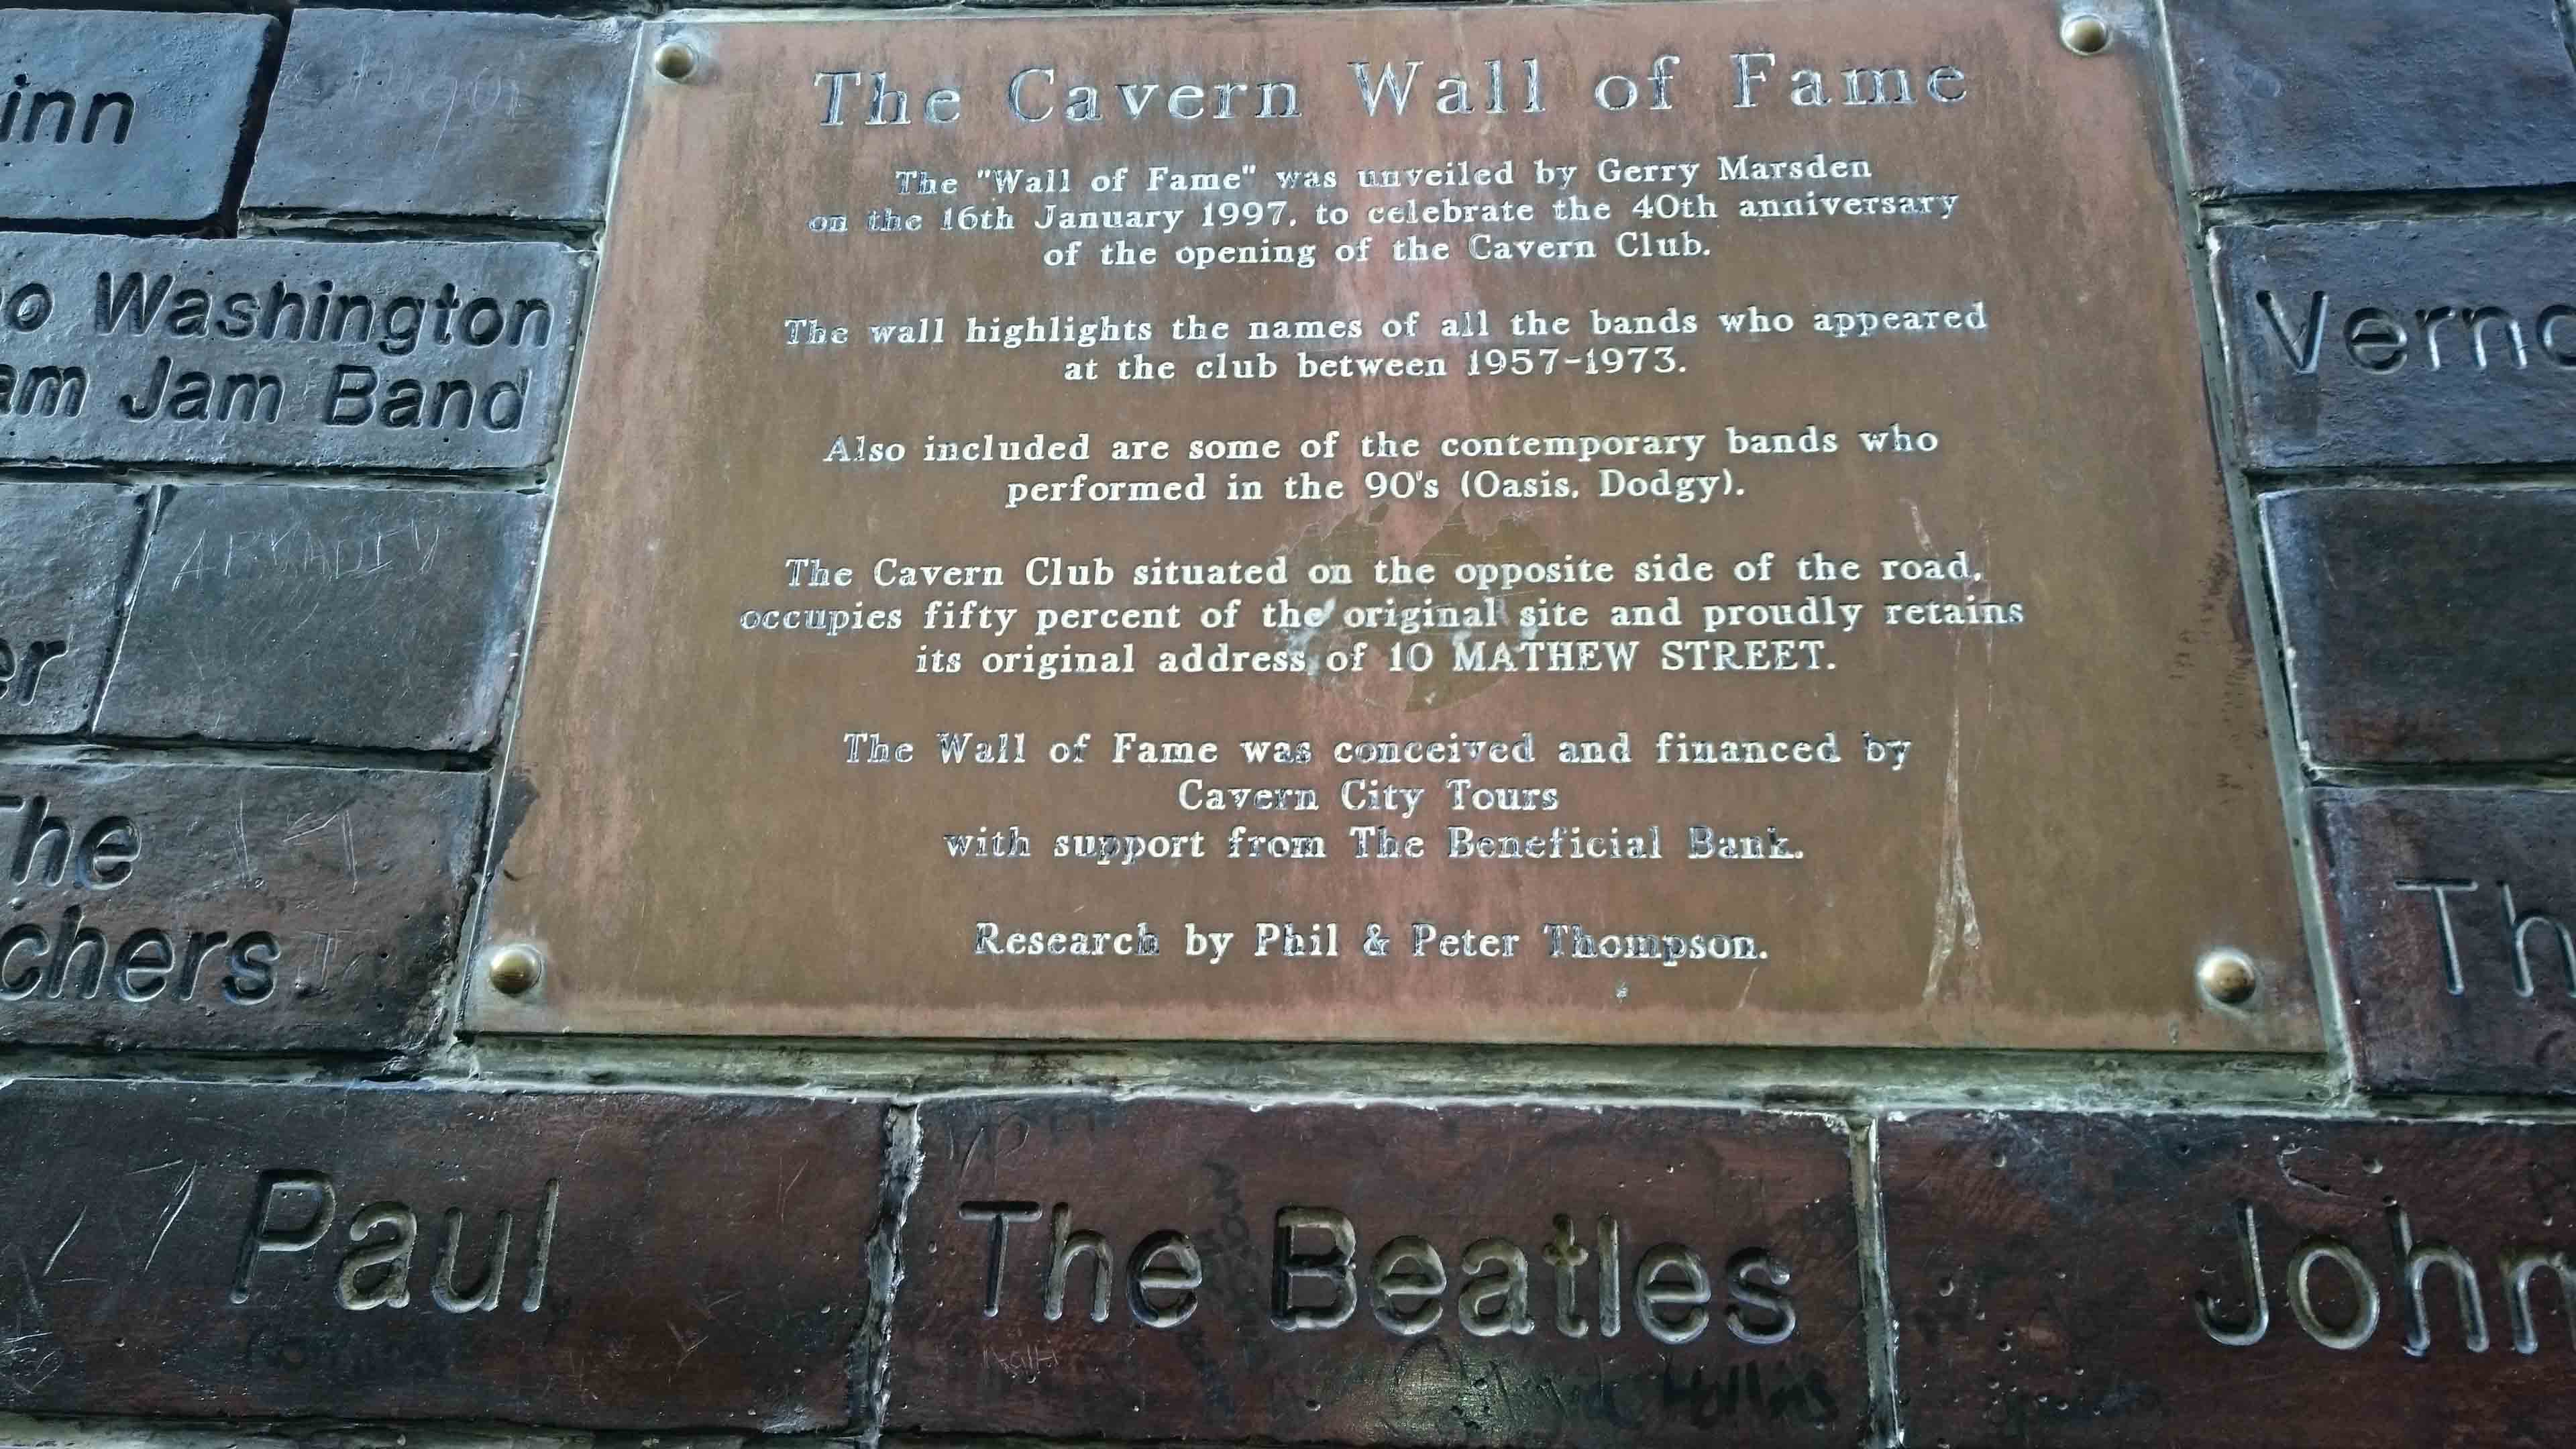 The Cavern Wall of Fame
The "Wall of Fame" was unveiled by Gerry Marsden
on the 16th January 1997, to celebrate the 40th anniversary
of the opening of the Cavern Club.
The wall highlights the names of all the bands who appeared
at the club between 1957-1973.
Also included are some of the contemporary bands who
performed in the 90's (Oasis, Dodgy).
The Cavern Club situated on the opposite side of the road,
occupies fifty percent of the original site and proudly retains
its original address of 10 MATHEW STREET.
The Wall of Fame was conceived and financed by
Cavern City Tours
with support from The Beneficial Bank.
Research by Phil & Peter Thompson.
inn
o Washington
am Jam Band
ARKADIY
er
The
chers
Verno
Th
Paul
The Beatles
John
Hollins